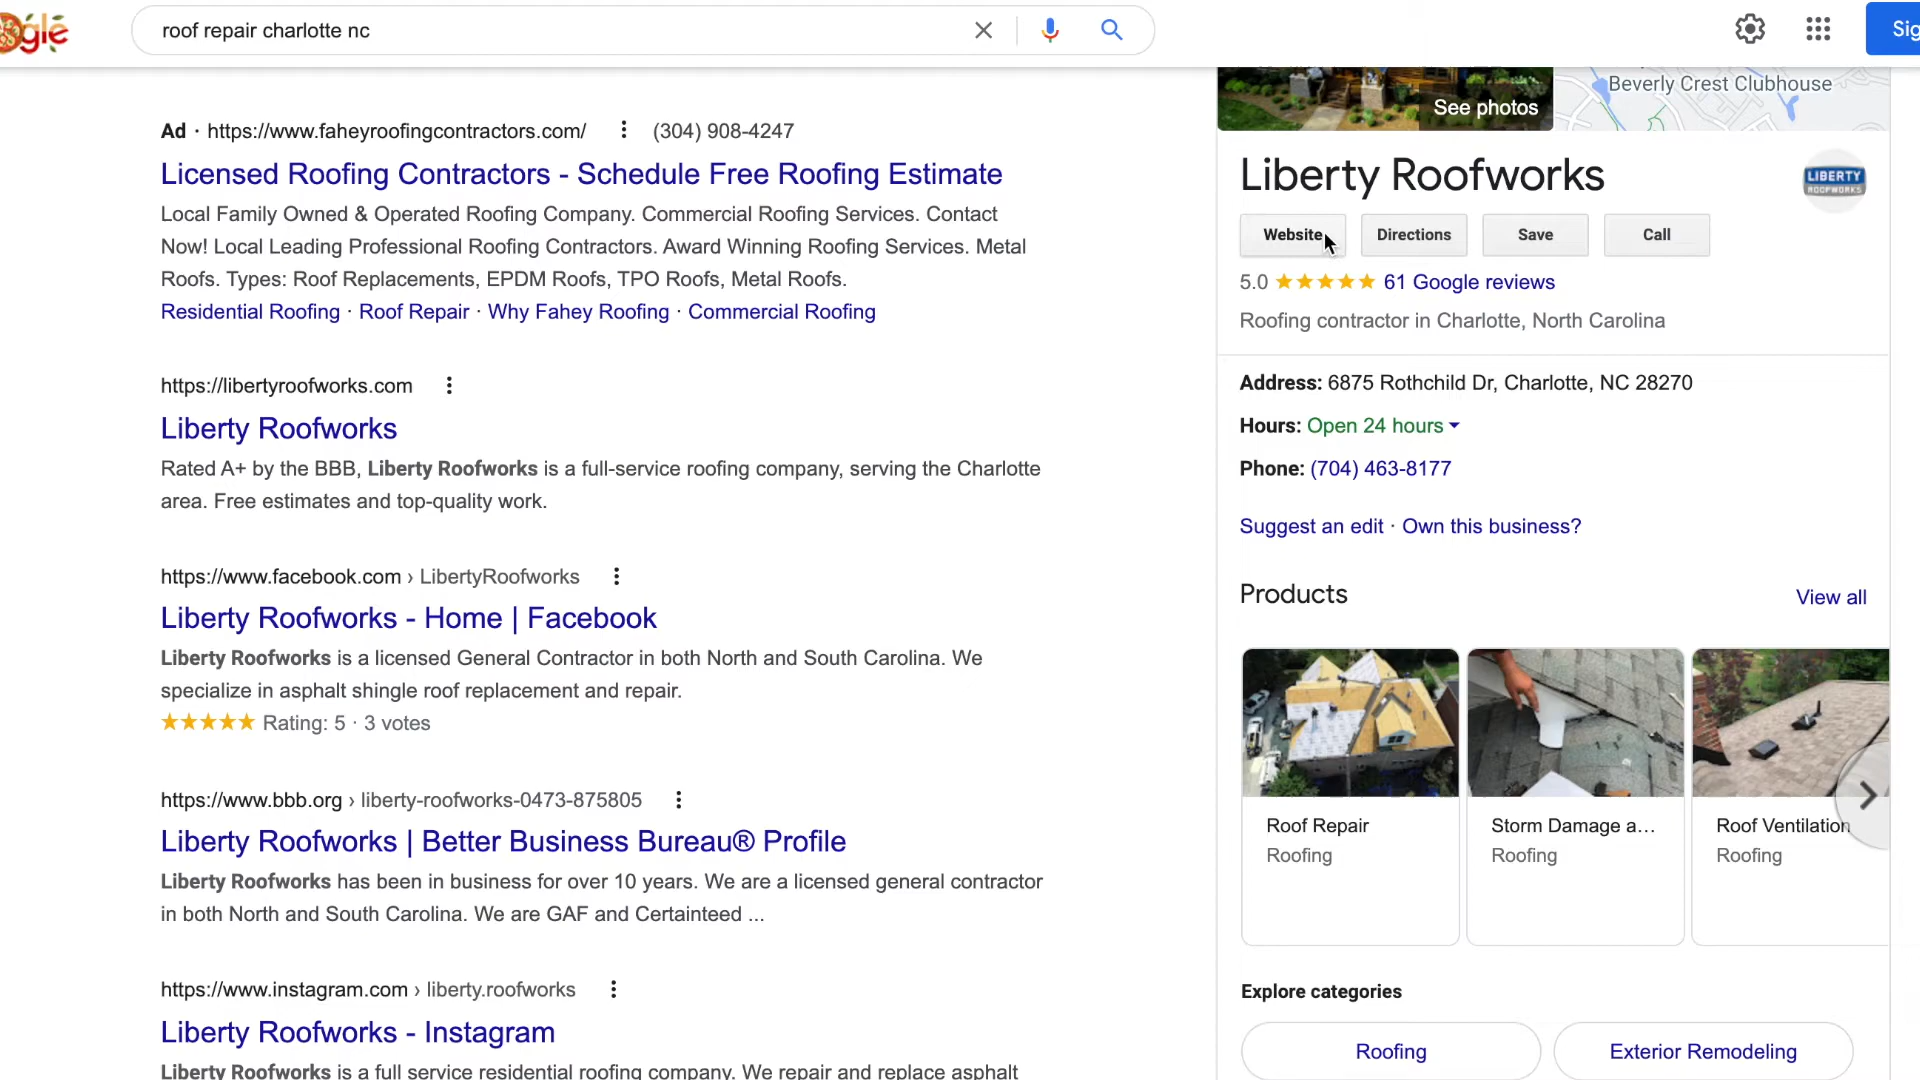 gle
roof repair charlotte nc
Ad · https://www.faheyroofingcontractors.com/ (304) 908-4247
Licensed Roofing Contractors - Schedule Free Roofing Estimate
Local Family Owned & Operated Roofing Company. Commercial Roofing Services. Contact
Now! Local Leading Professional Roofing Contractors. Award Winning Roofing Services. Metal
Roofs. Types: Roof Replacements, EPDM Roofs, TPO Roofs, Metal Roofs.
Residential Roofing · Roof Repair · Why Fahey Roofing · Commercial Roofing
https://libertyroofworks.com
Liberty Roofworks
Rated A+ by the BBB, Liberty Roofworks is a full-service roofing company, serving the Charlotte
area. Free estimates and top-quality work.
https://www.facebook.com › LibertyRoofworks
Liberty Roofworks - Home | Facebook
Liberty Roofworks is a licensed General Contractor in both North and South Carolina. We
specialize in asphalt shingle roof replacement and repair.
Rating: 5 · 3 votes
https://www.bbb.org › liberty-roofworks-0473-875805
Liberty Roofworks | Better Business Bureau® Profile
Liberty Roofworks has been in business for over 10 years. We are a licensed general contractor
in both North and South Carolina. We are GAF and Certainteed ...
https://www.instagram.com › liberty.roofworks
Liberty Roofworks - Instagram
Liberty Roofworks is a full service residential roofing company. We repair and replace asphalt
Sig
See photos
Beverly Crest Clubhouse
Liberty Roofworks
LIBERTY
ROOFWORKS
Website
Directions
Save
Call
5.0 61 Google reviews
Roofing contractor in Charlotte, North Carolina
Address: 6875 Rothchild Dr, Charlotte, NC 28270
Hours: Open 24 hours
Phone: (704) 463-8177
Suggest an edit · Own this business?
Products
View all
Roof Repair
Roofing
Storm Damage a...
Roofing
Roof Ventilation
Roofing
Explore categories
Roofing
Exterior Remodeling